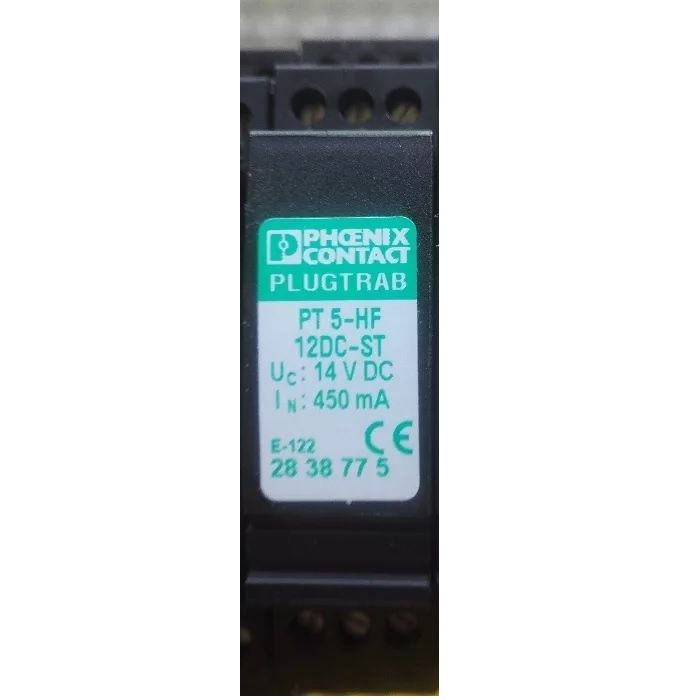 PHŒNIX
CONTACT
PLUGTRAB
PT 5-HF
12DC-ST
UC: 14 V DC
IN: 450 mA
E-122 CE
28 38 77 5